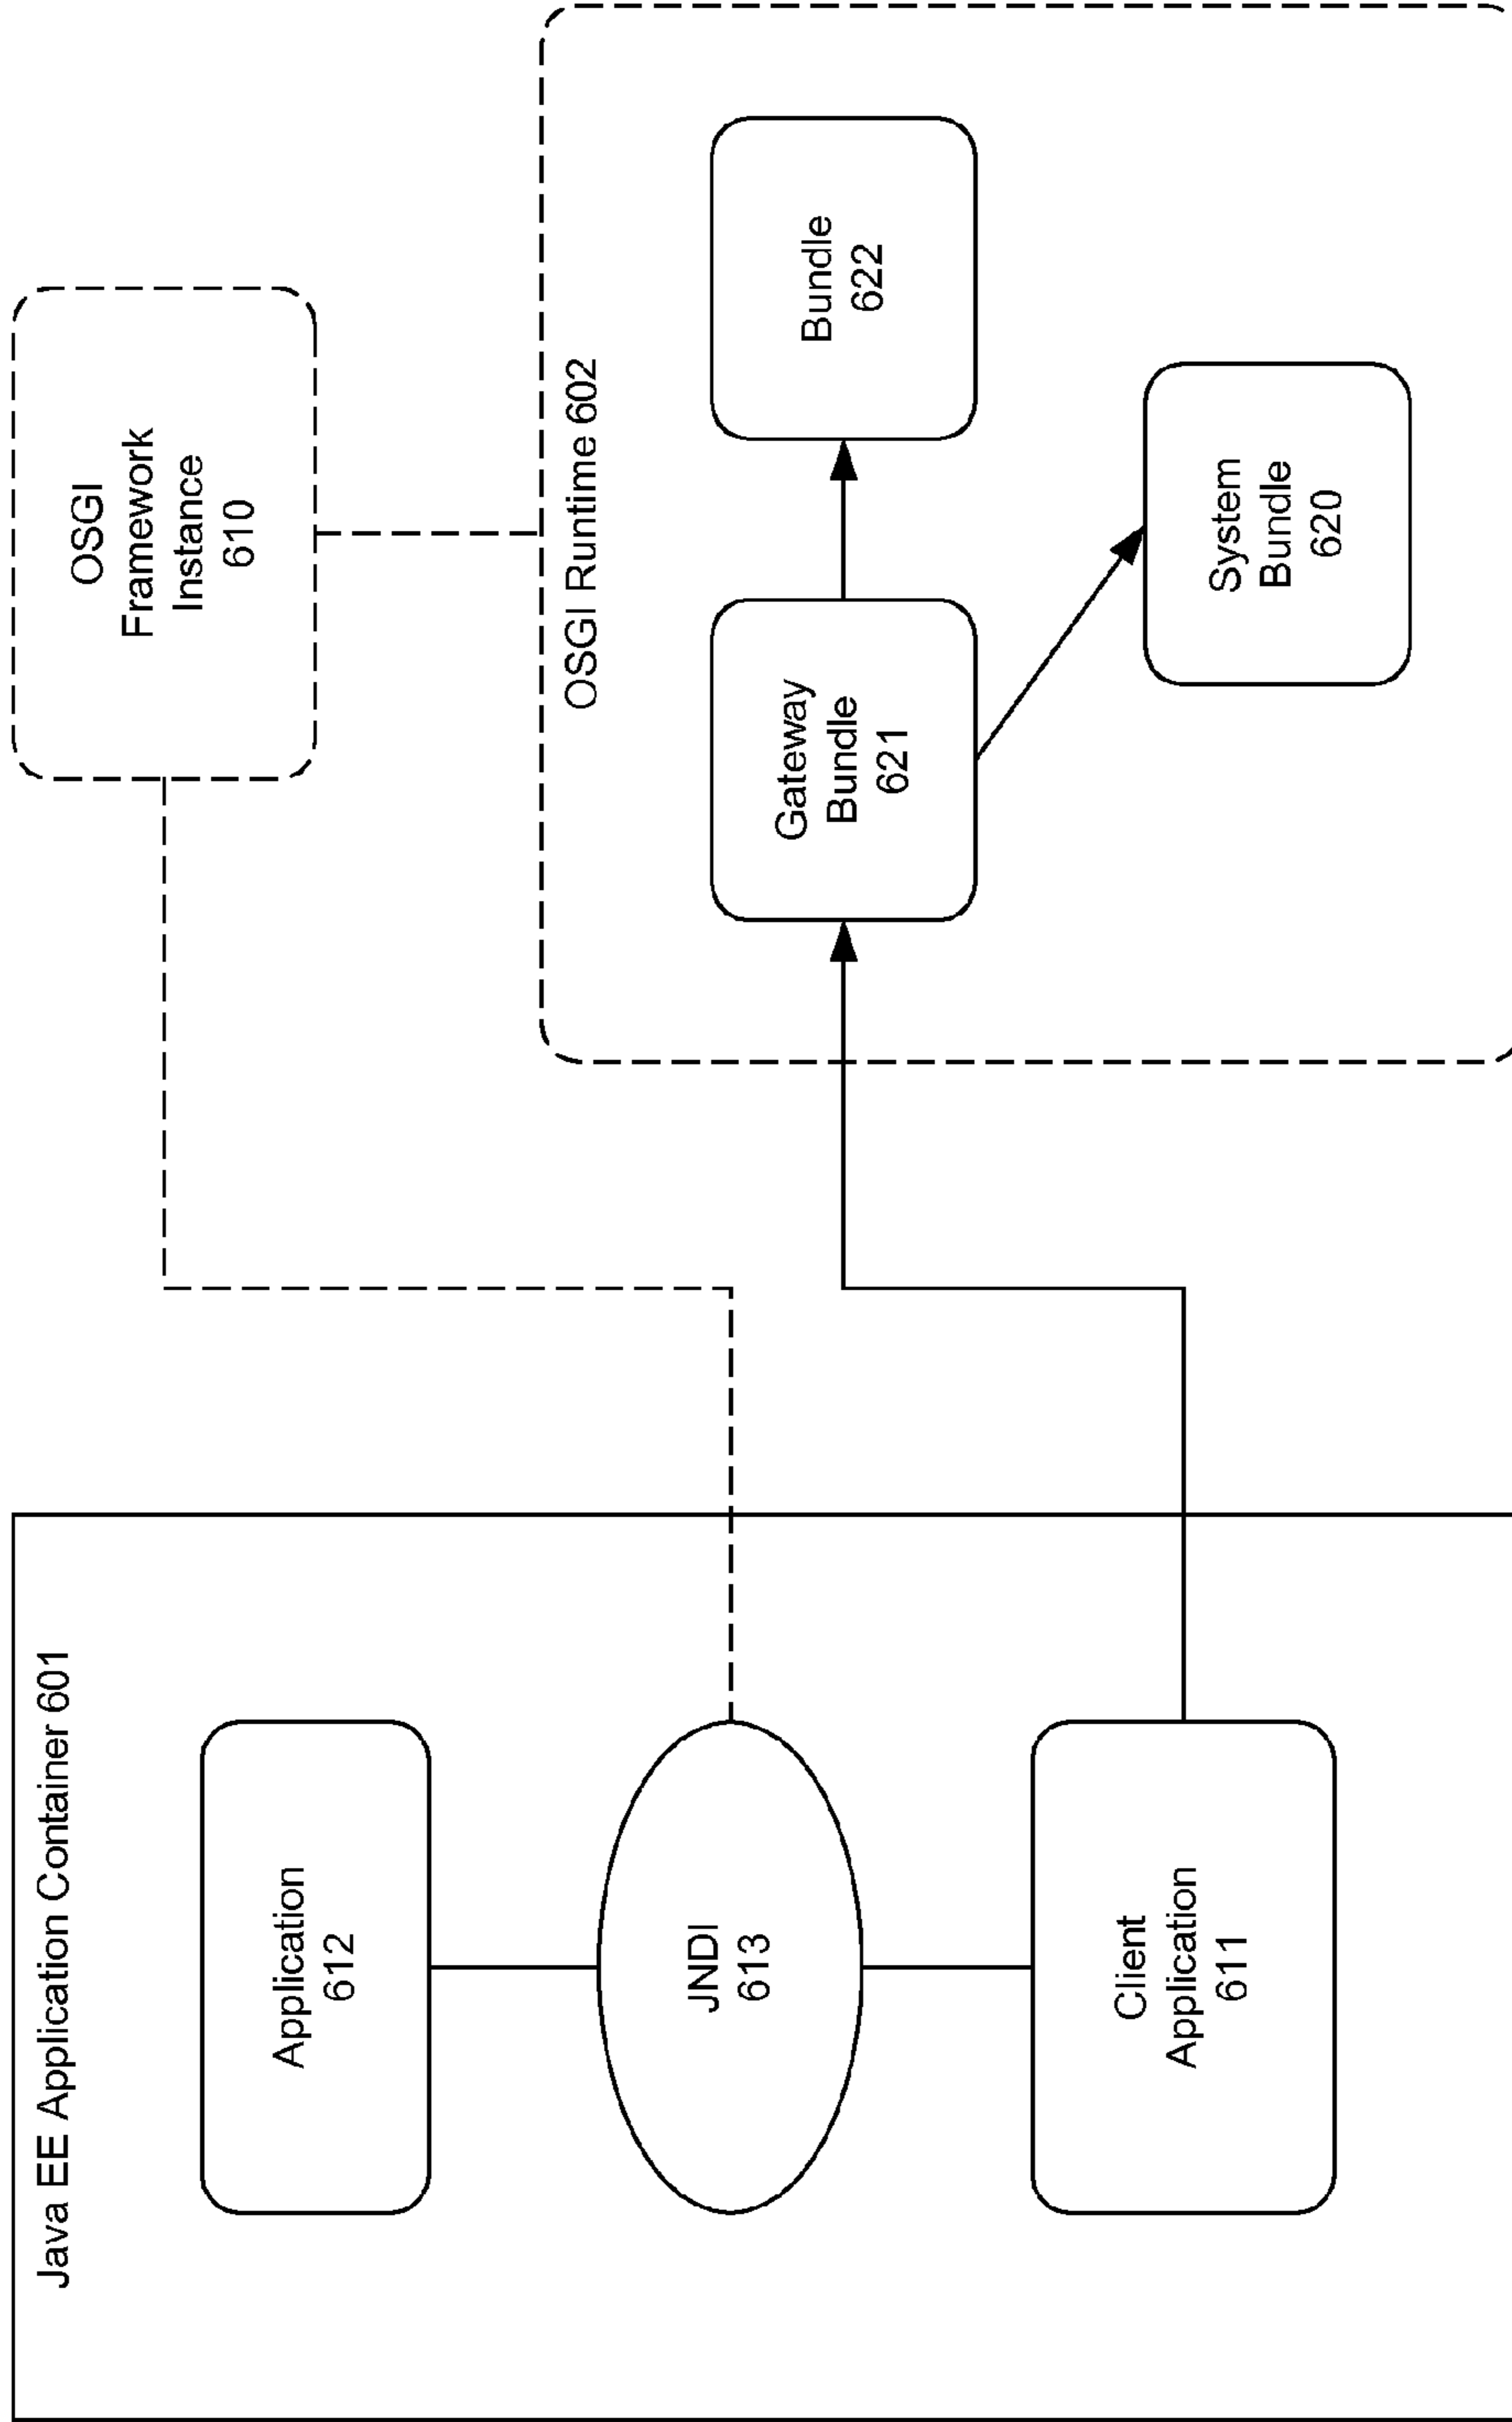 Java EE Application Container 601
Application
612
JNDI
613
Client
Application
611
OSGI
Framework
Instance
610
OSGI Runtime 602
Gateway
Bundle
621
Bundle
622
System
Bundle
620